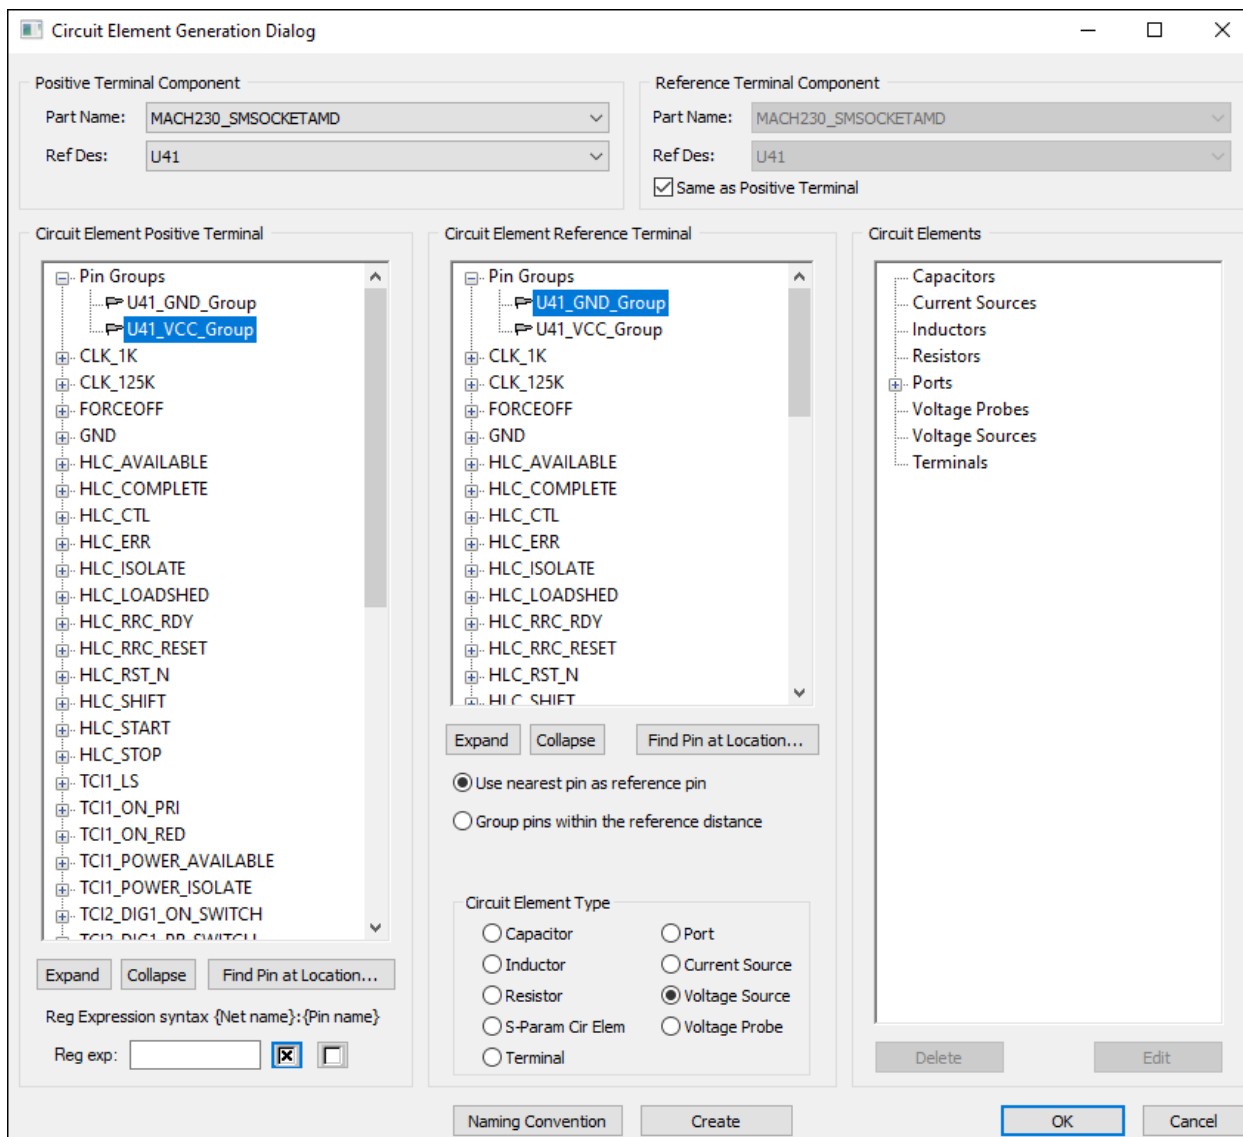 Circuit Element Generation Dialog
Positive Terminal Component
Part Name: MACH230_SMSOCKETAMD
Ref Des: U41
Reference Terminal Component
Part Name: MACH230_SMSOCKETAMD
Ref Des: U41
Same as Positive Terminal
Circuit Element Positive Terminal
Pin Groups
U41_GND_Group
U41_VCC_Group
CLK_1K
CLK_125K
FORCEOFF
GND
HLC_AVAILABLE
HLC_COMPLETE
HLC_CTL
HLC_ERR
HLC_ISOLATE
HLC_LOADSHED
HLC_RRC_RDY
HLC_RRC_RESET
HLC_RST_N
HLC_SHIFT
HLC_START
HLC_STOP
TCI1_LS
TCI1_ON_PRI
TCI1_ON_RED
TCI1_POWER_AVAILABLE
TCI1_POWER_ISOLATE
TCI2_DIG1_ON_SWITCH
TCI2_DIG1_PB_SWITCH
Expand Collapse Find Pin at Location...
Reg Expression syntax {Net name}:{Pin name}
Reg exp:
Circuit Element Reference Terminal
Pin Groups
U41_GND_Group
U41_VCC_Group
CLK_1K
CLK_125K
FORCEOFF
GND
HLC_AVAILABLE
HLC_COMPLETE
HLC_CTL
HLC_ERR
HLC_ISOLATE
HLC_LOADSHED
HLC_RRC_RDY
HLC_RRC_RESET
HLC_RST_N
HLC_SHIFT
Expand Collapse Find Pin at Location...
Use nearest pin as reference pin
Group pins within the reference distance
Circuit Element Type
Capacitor Port
Inductor Current Source
Resistor Voltage Source
S-Param Cir Elem Voltage Probe
Terminal
Circuit Elements
Capacitors
Current Sources
Inductors
Resistors
Ports
Voltage Probes
Voltage Sources
Terminals
Delete Edit
Naming Convention Create OK Cancel